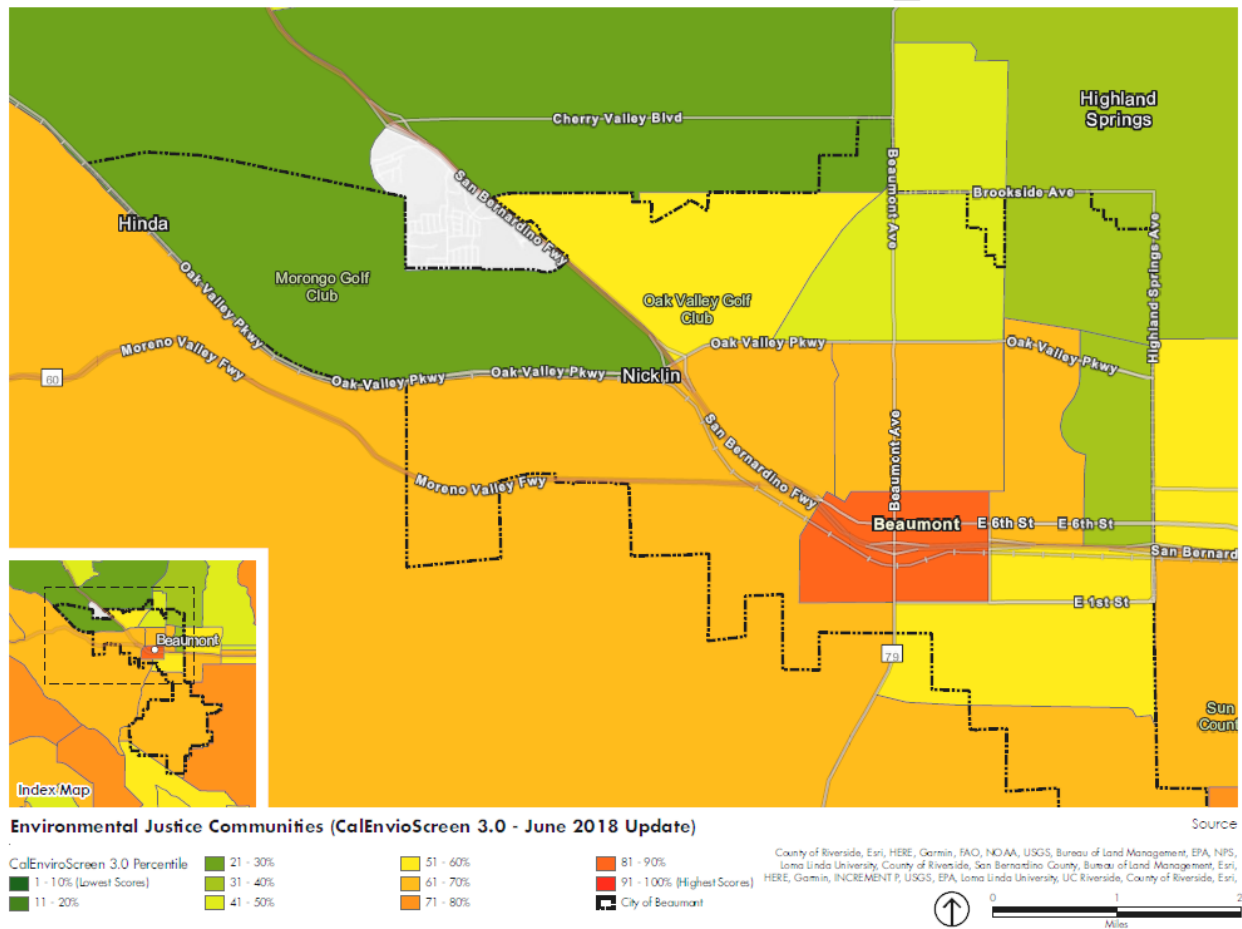 Highland
Springs
Cherry Valley Blvd
San Bernardino Fwy
Beaumont Ave
Brookside Ave
Highland Springs Ave
Hinda
Oak Valley Pkwy
Morongo Golf
Club
Oak Valley Golf
Club
Moreno Valley Fwy
60
Oak Valley Pkwy
Oak Valley Pkwy
Nicklin
Oak Valley Pkwy
Oak Valley Pkwy
San Bernardino Fwy
Beaumont Ave
Moreno Valley Fwy
Beaumont
E 6th St
E 6th St
San Bernard
E 1st St
79
Sun
Count
Beaumont
Index Map
Environmental Justice Communities (CalEnvioScreen 3.0 - June 2018 Update)
Source
CalEnviroScreen 3.0 Percentile
1 - 10% (Lowest Scores)
11 - 20%
21 - 30%
31 - 40%
41 - 50%
51 - 60%
61 - 70%
71 - 80%
81 - 90%
91 - 100% (Highest Scores)
City of Beaumont
County of Riverside, Esri, HERE, Garmin, FAO, NOAA, USGS, Bureau of Land Management, EPA, NPS,
Loma Linda University, County of Riverside, San Bernardino County, Bureau of Land Management, Esri,
HERE, Garmin, INCREMENT P, USGS, EPA, Loma Linda University, UC Riverside, County of Riverside, Esri,
0 1 2
Miles